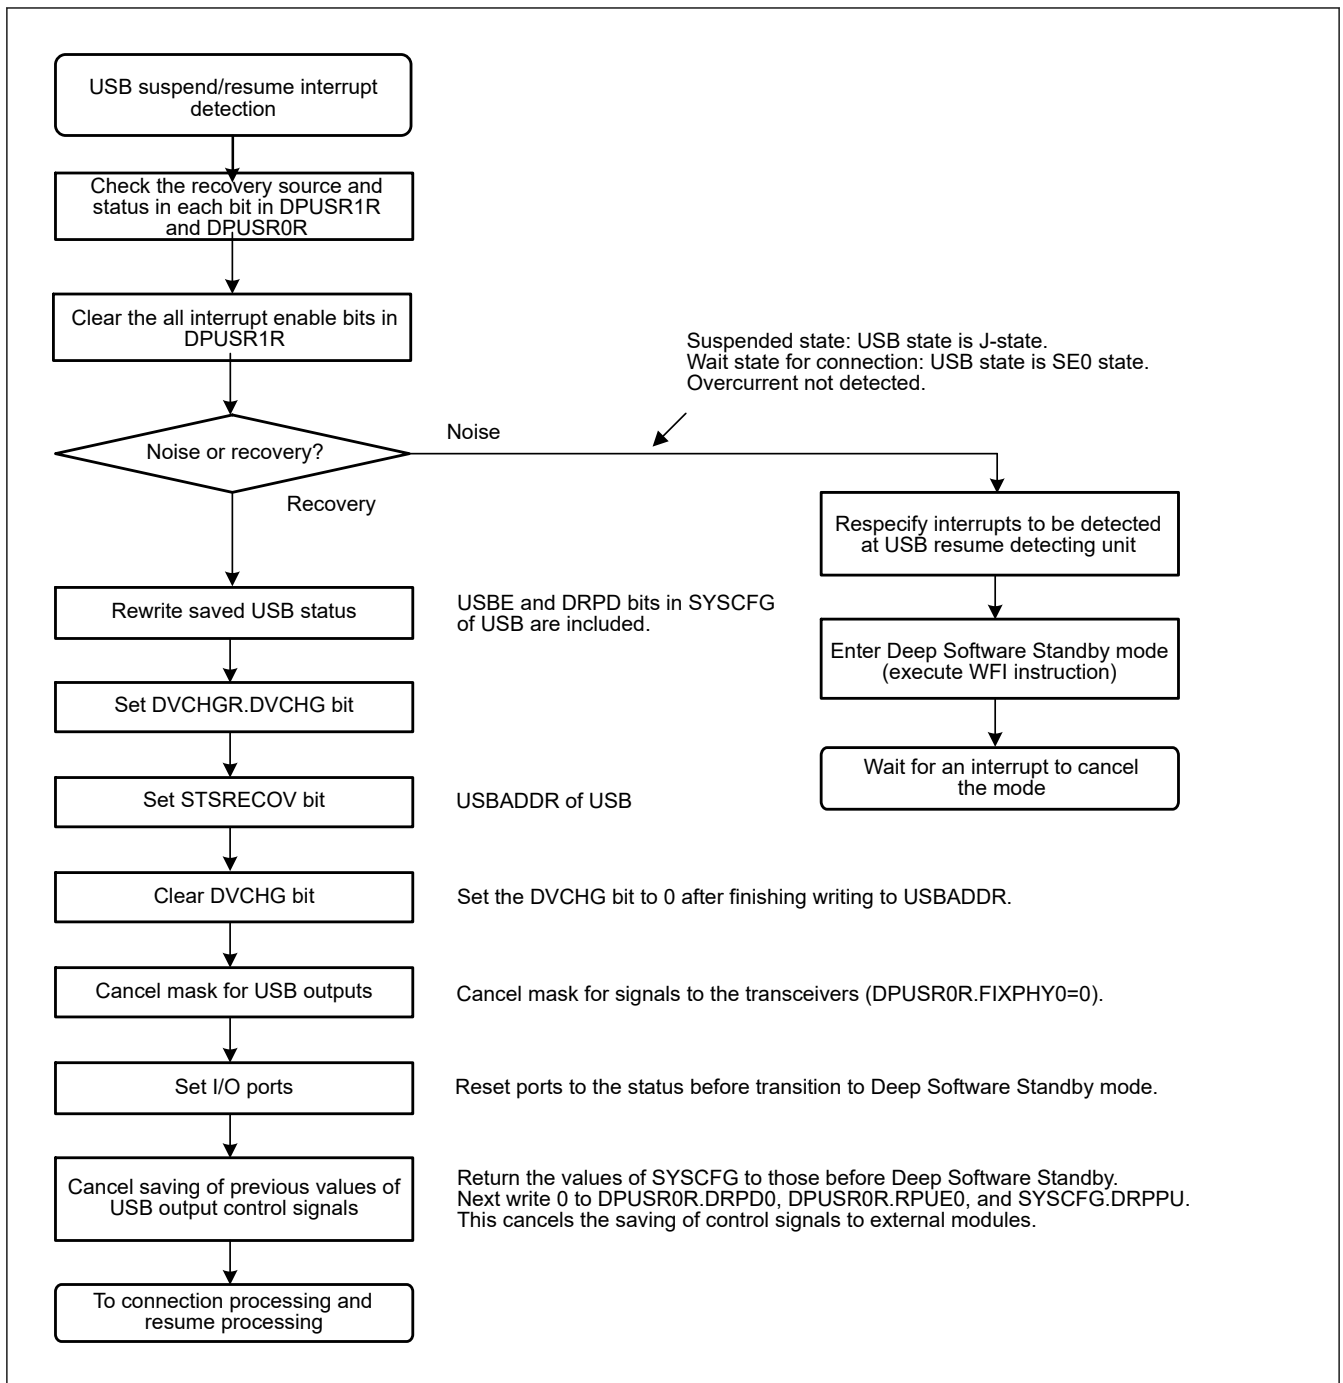 USB suspend/resume interrupt
detection
Check the recovery source and
status in each bit in DPUSR1R
and DPUSR0R
Clear the all interrupt enable bits in
DPUSR1R
Suspended state: USB state is J-state.
Wait state for connection: USB state is SE0 state.
Overcurrent not detected.
Noise or recovery?
Noise
Recovery
Respecify interrupts to be detected
at USB resume detecting unit
Enter Deep Software Standby mode
(execute WFI instruction)
Wait for an interrupt to cancel
the mode
Rewrite saved USB status
USBE and DRPD bits in SYSCFG
of USB are included.
Set DVCHGR.DVCHG bit
Set STSRECOV bit
USBADDR of USB
Clear DVCHG bit
Set the DVCHG bit to 0 after finishing writing to USBADDR.
Cancel mask for USB outputs
Cancel mask for signals to the transceivers (DPUSR0R.FIXPHY0=0).
Set I/O ports
Reset ports to the status before transition to Deep Software Standby mode.
Cancel saving of previous values of
USB output control signals
Return the values of SYSCFG to those before Deep Software Standby.
Next write 0 to DPUSR0R.DRPD0, DPUSR0R.RPUE0, and SYSCFG.DRPPU.
This cancels the saving of control signals to external modules.
To connection processing and
resume processing